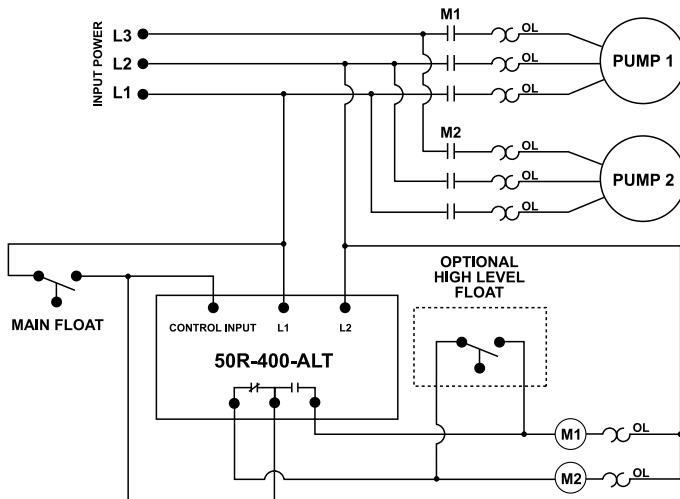 M1
OL
L3
INPUT POWER
L2
OL
PUMP 1
L1
OL
M2
OL
OL
PUMP 2
OL
OPTIONAL
HIGH LEVEL
FLOAT
MAIN FLOAT
CONTROL INPUT
L1
L2
50R-400-ALT
M1
OL
M2
OL